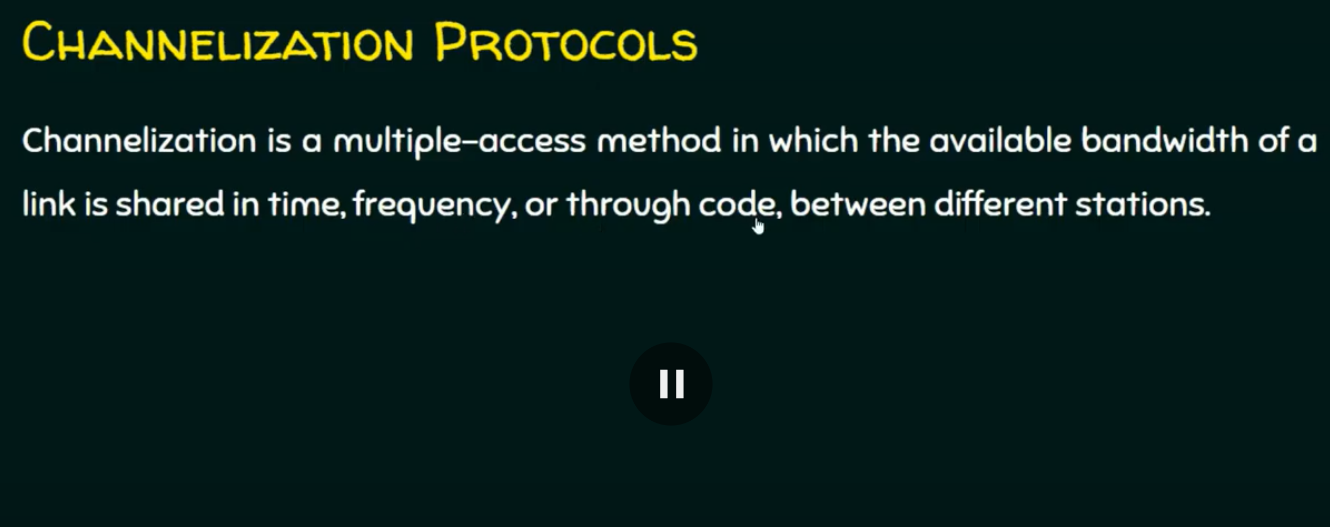 Channelization Protocols
Channelization is a multiple-access method in which the available bandwidth of a
link is shared in time, frequency, or through code, between different stations.